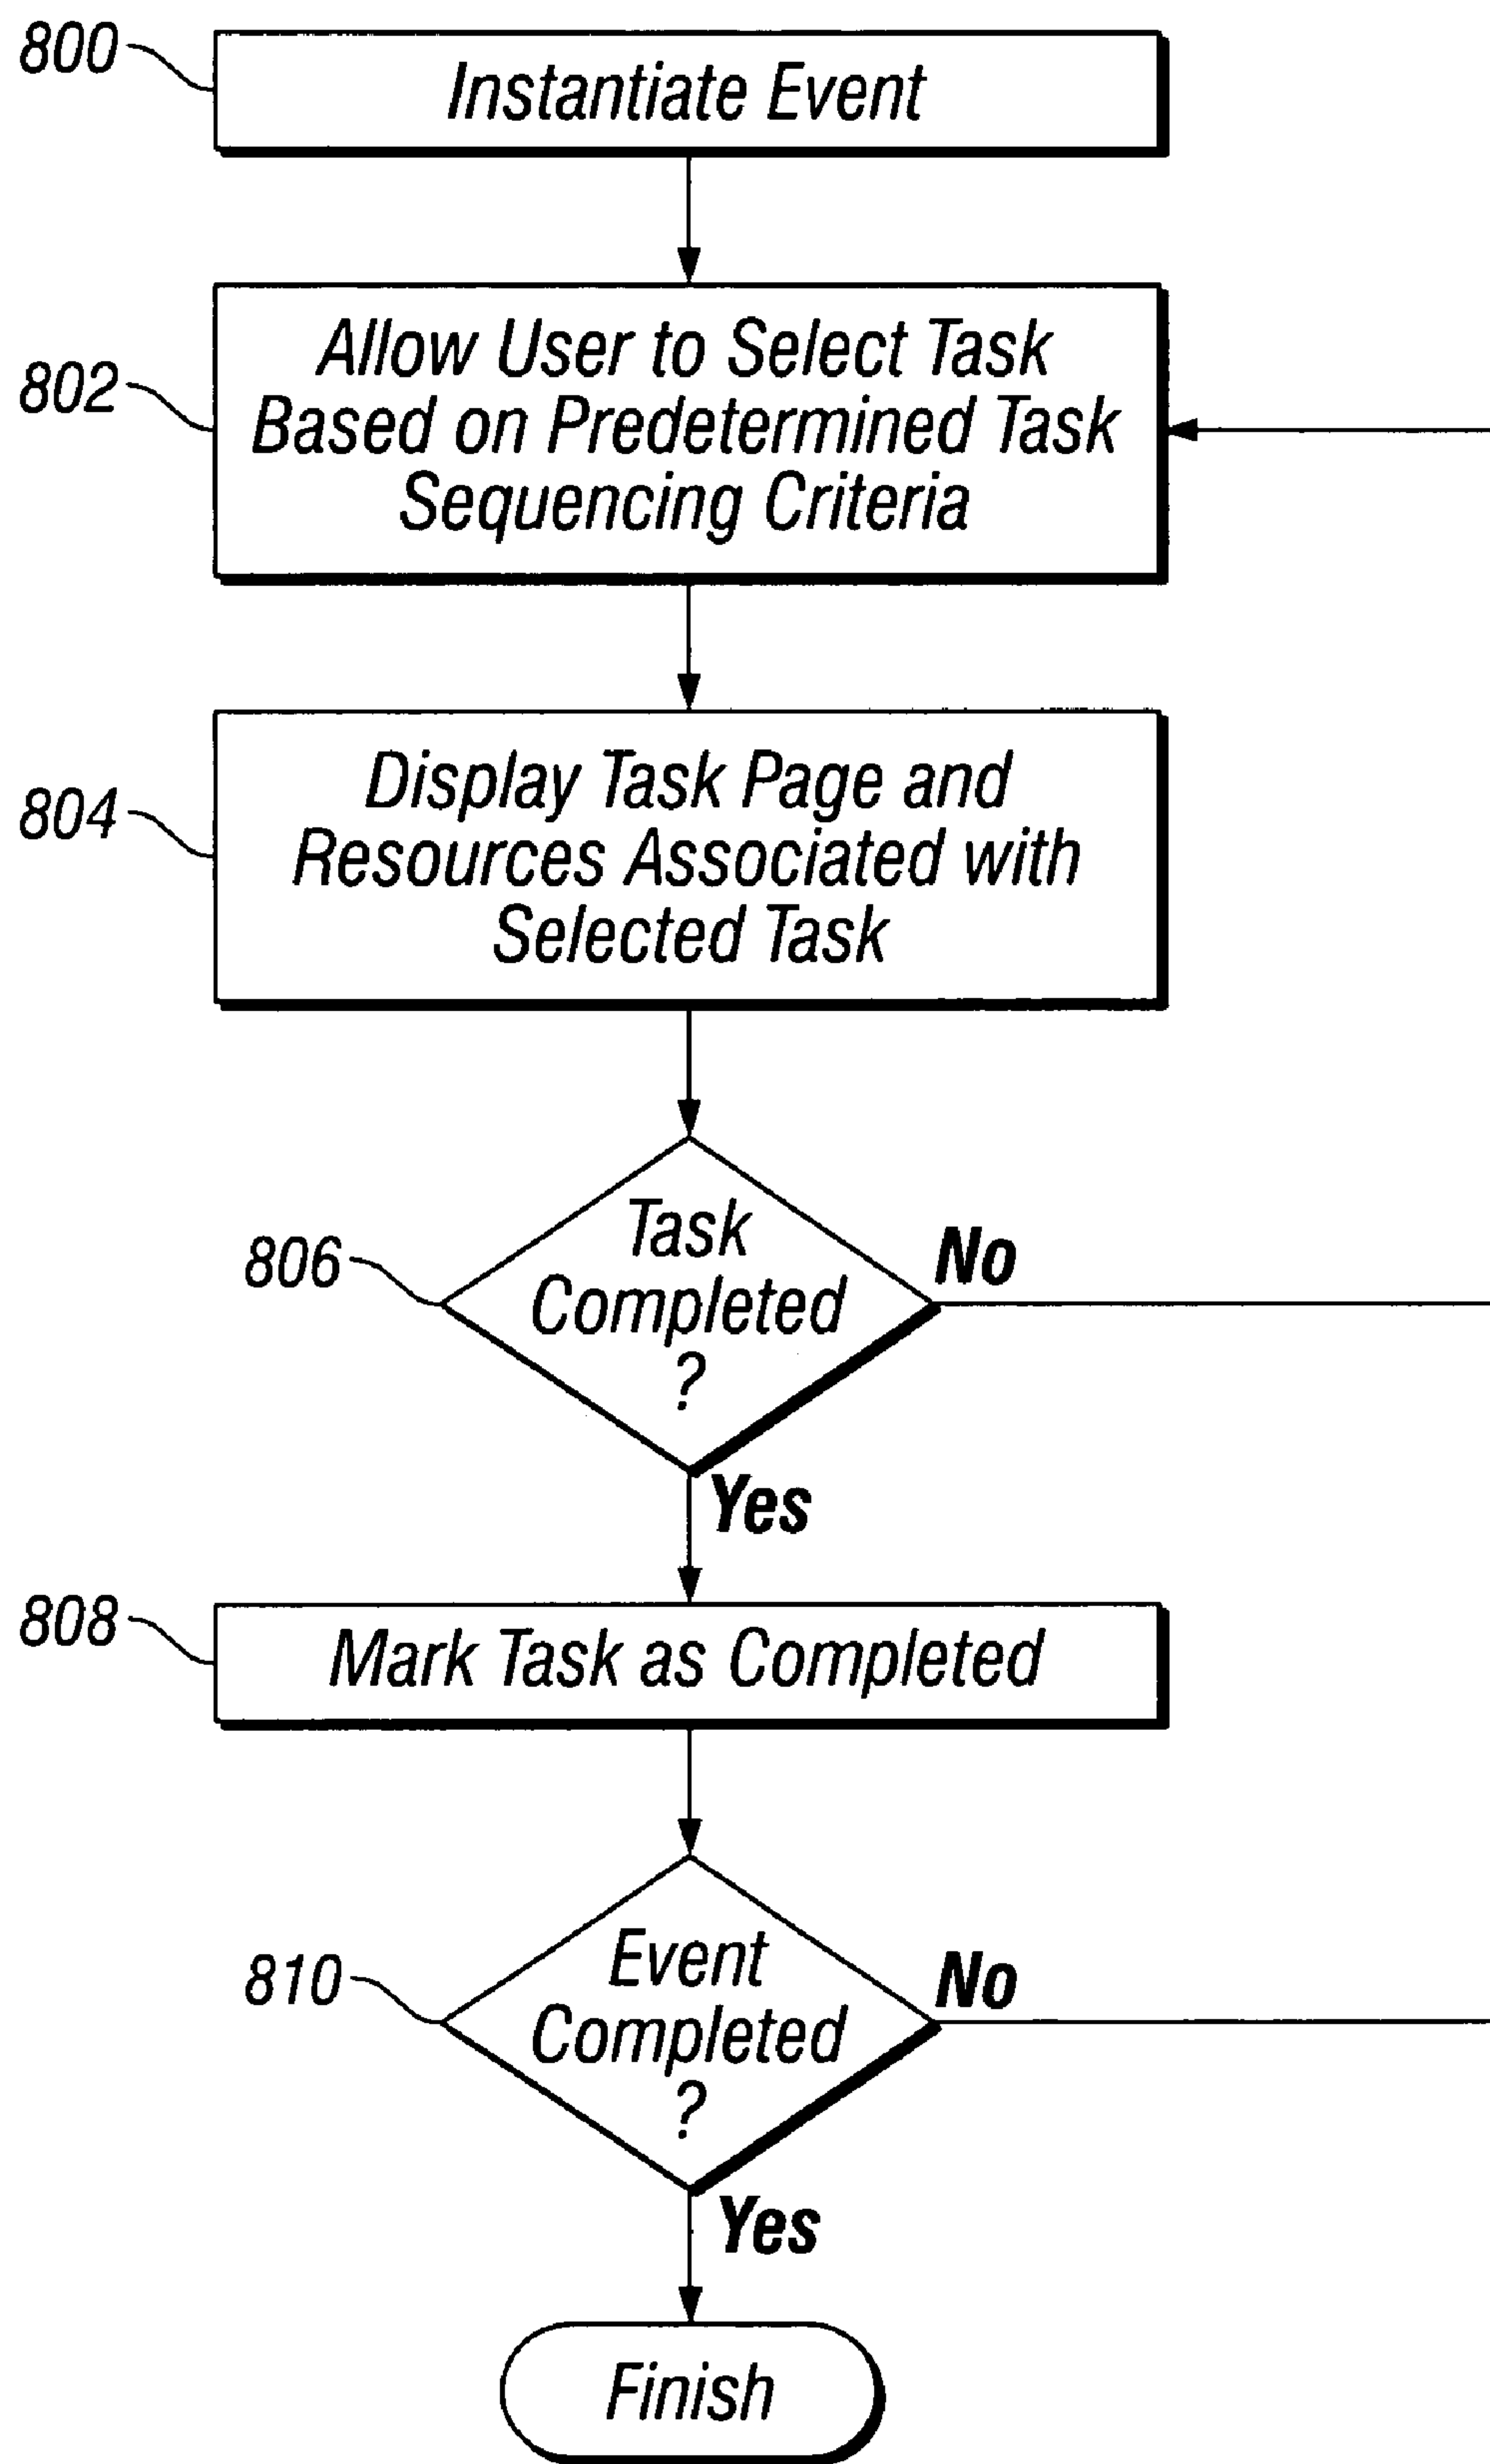 800
Instantiate Event
802
Allow User to Select Task
Based on Predetermined Task
Sequencing Criteria
804
Display Task Page and
Resources Associated with
Selected Task
806
Task
Completed
?
No
Yes
808
Mark Task as Completed
810
Event
Completed
?
No
Yes
Finish